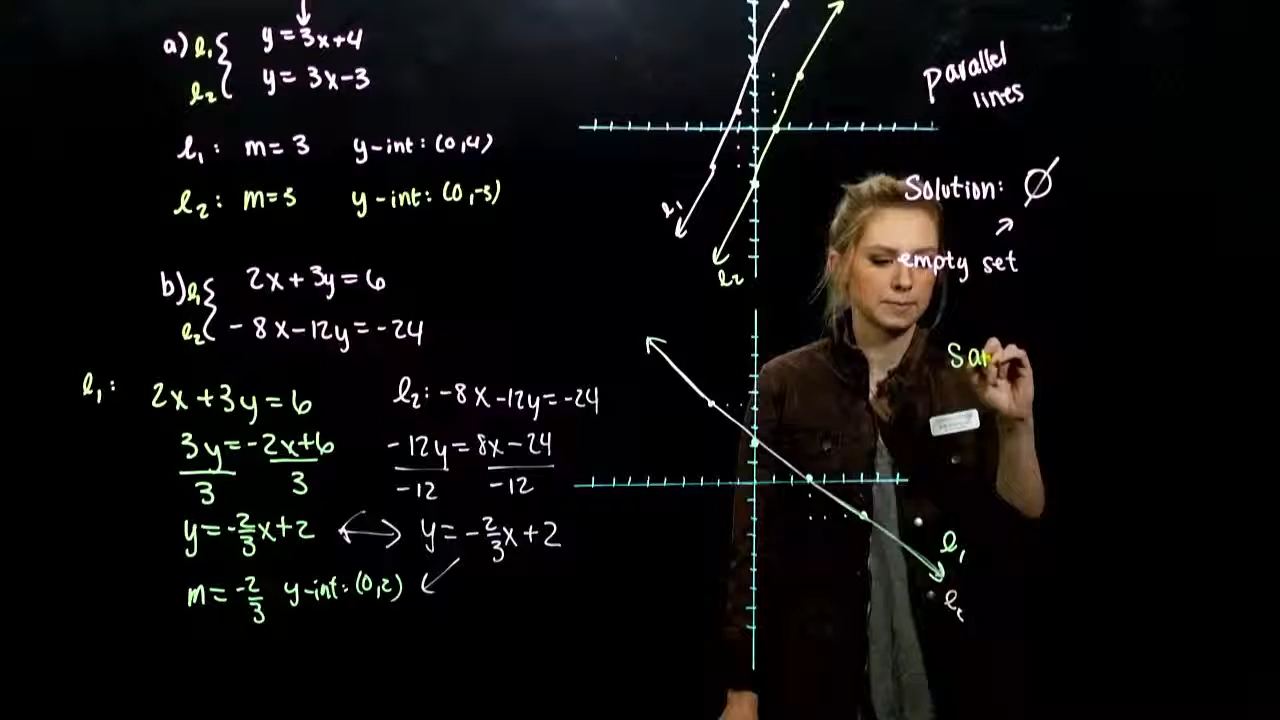 a) l₁ { y = 3x+4
l₂ y = 3x-3
l₁: m = 3 y-int: (0,4)
l₂: m = 3 y-int: (0,-3)
b) l₁ { 2x + 3y = 6
l₂ -8x-12y = -24
l₁: 2x + 3y = 6
3y = -2x+6
3 3
y = -2/3x+2
m = -2/3 y-int: (0,2)
l₂: -8x-12y = -24
-12y = 8x-24
-12 -12
y = -2/3x+2
l₁
l₂
parallel
lines
Solution: ∅
empty set
Sam
l₁
l₂